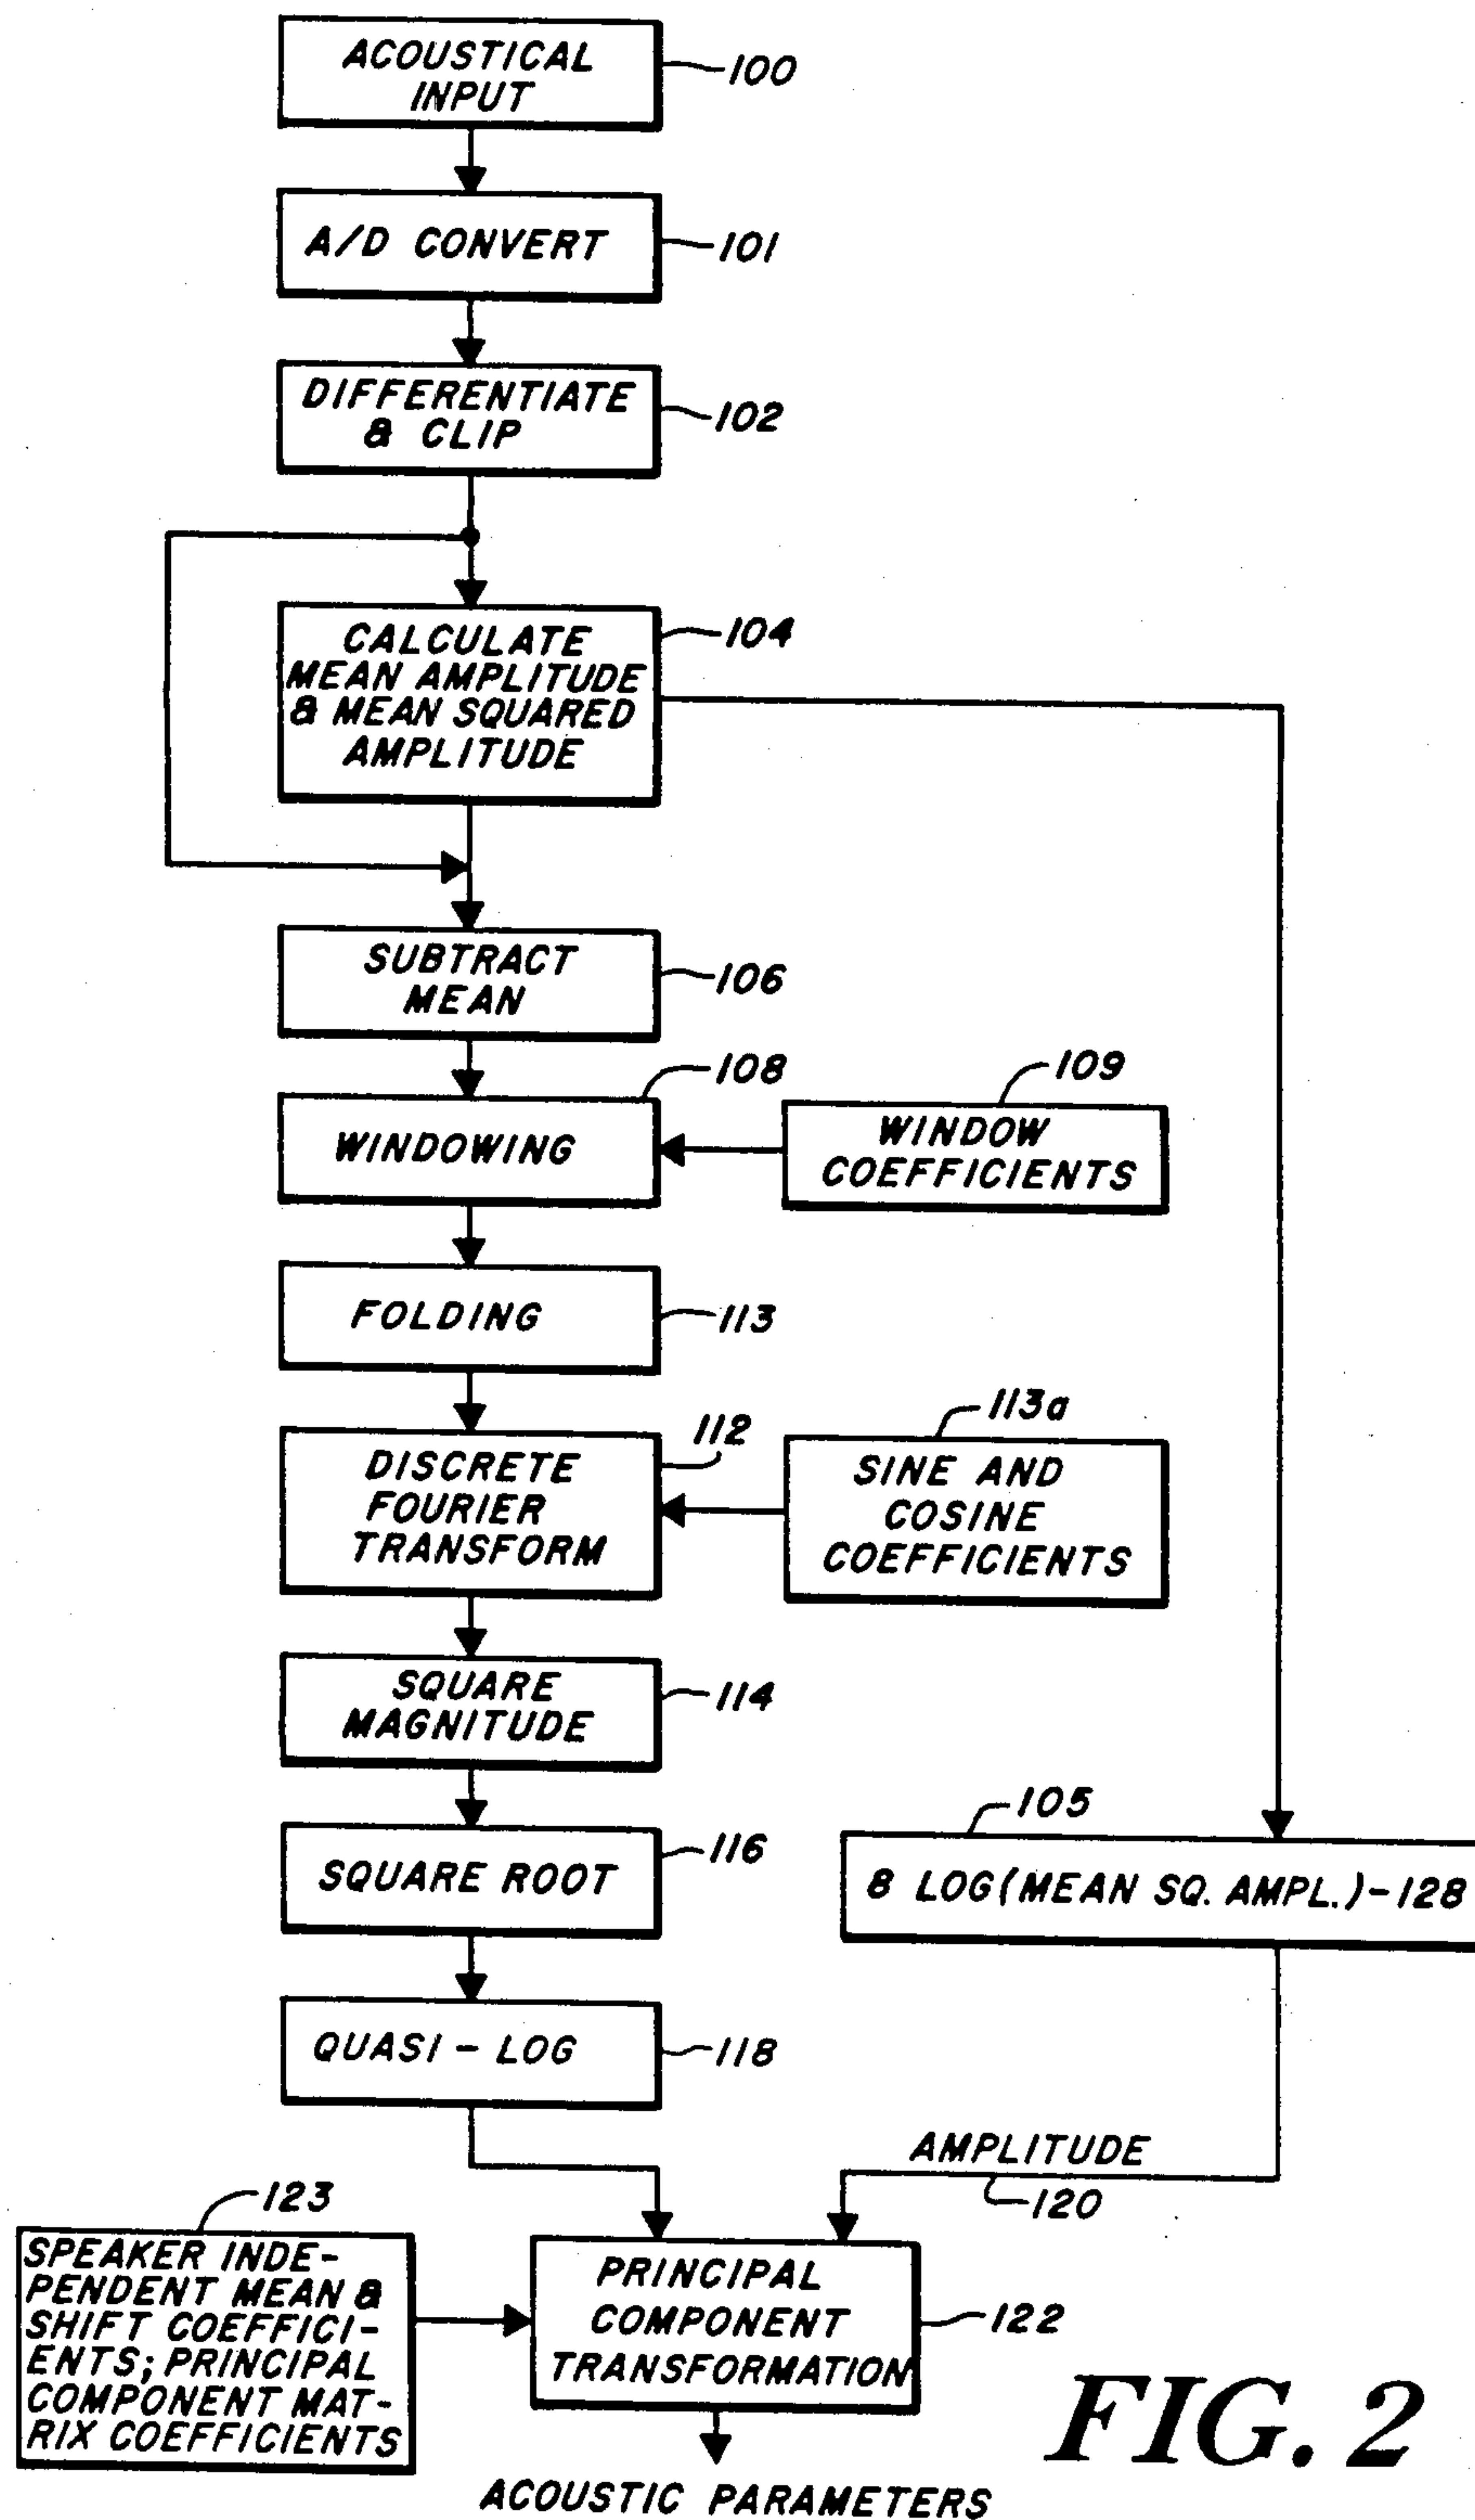 ACOUSTICAL
INPUT
100
A/D CONVERT
101
DIFFERENTIATE
& CLIP
102
CALCULATE
MEAN AMPLITUDE
& MEAN SQUARED
AMPLITUDE
104
SUBTRACT
MEAN
106
108
WINDOWING
109
WINDOW
COEFFICIENTS
FOLDING
113
112
DISCRETE
FOURIER
TRANSFORM
113a
SINE AND
COSINE
COEFFICIENTS
SQUARE
MAGNITUDE
114
SQUARE ROOT
116
105
8 LOG(MEAN SQ. AMPL.)-128
QUASI-LOG
118
AMPLITUDE
120
123
SPEAKER INDE-
PENDENT MEAN &
SHIFT COEFFICI-
ENTS; PRINCIPAL
COMPONENT MAT-
RIX COEFFICIENTS
PRINCIPAL
COMPONENT
TRANSFORMATION
122
ACOUSTIC PARAMETERS
FIG. 2